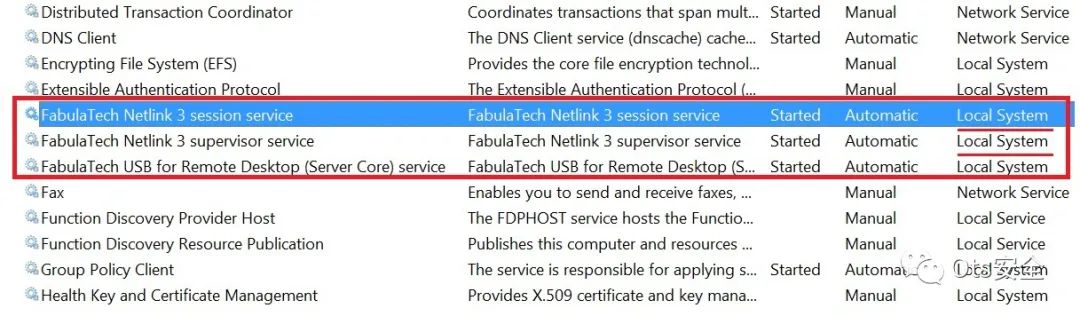 Distributed Transaction Coordinator Coordinates transactions that span mult... Started Manual Network Service
DNS Client The DNS Client service (dnscache) cache... Started Automatic Network Service
Encrypting File System (EFS) Provides the core file encryption technol... Manual Local System
Extensible Authentication Protocol The Extensible Authentication Protocol (... Manual Local System
FabulaTech Netlink 3 session service FabulaTech Netlink 3 session service Started Automatic Local System
FabulaTech Netlink 3 supervisor service FabulaTech Netlink 3 supervisor service Started Automatic Local System
FabulaTech USB for Remote Desktop (Server Core) service FabulaTech USB for Remote Desktop (S... Started Automatic Local System
Fax Enables you to send and receive faxes, ... Manual Network Service
Function Discovery Provider Host The FDPHOST service hosts the Functio... Manual Local Service
Function Discovery Resource Publication Publishes this computer and resources ... Manual Local Service
Group Policy Client The service is responsible for applying s... Started Automatic Local System
Health Key and Certificate Management Provides X.509 certificate and key mana... Manual Local System
Ots安全